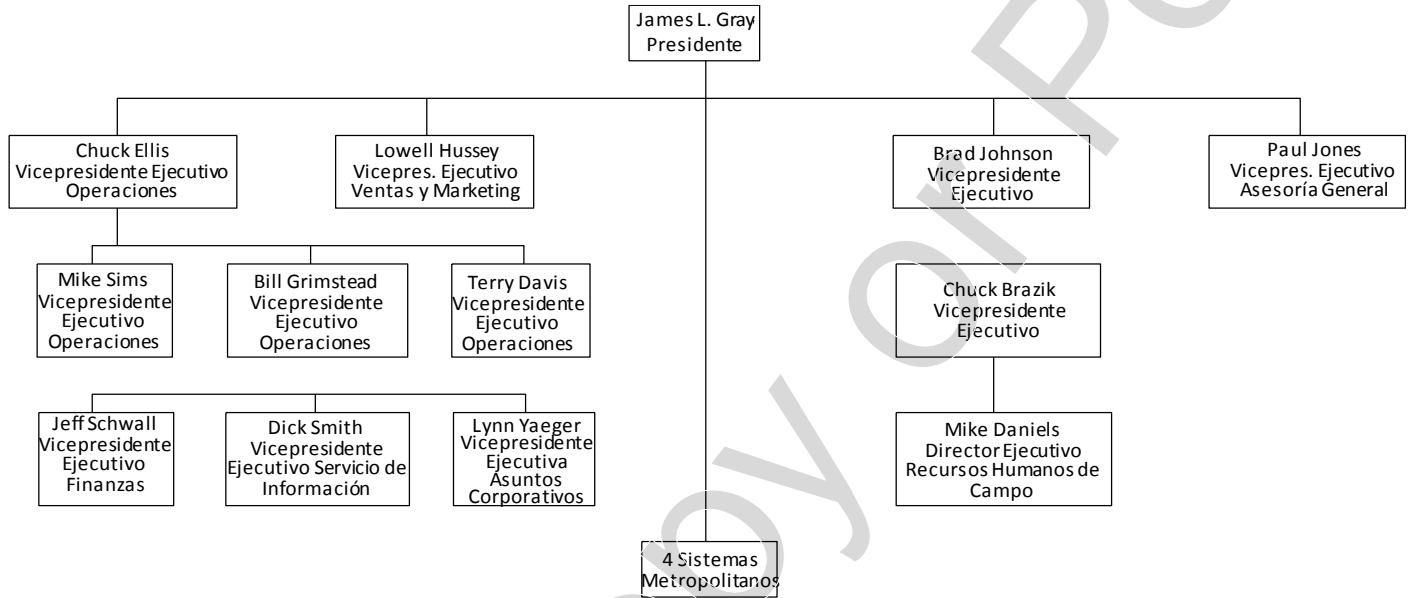 James L. Gray
Presidente
Chuck Ellis
Vicepresidente Ejecutivo
Operaciones
Lowell Hussey
Vicepres. Ejecutivo
Ventas y Marketing
Brad Johnson
Vicepresidente
Ejecutivo
Paul Jones
Vicepres. Ejecutivo
Asesoría General
Mike Sims
Vicepresidente
Ejecutivo
Operaciones
Bill Grimstead
Vicepresidente
Ejecutivo
Operaciones
Terry Davis
Vicepresidente
Ejecutivo
Operaciones
Chuck Brazik
Vicepresidente
Ejecutivo
Jeff Schwall
Vicepresidente
Ejecutivo
Finanzas
Dick Smith
Vicepresidente
Ejecutivo Servicio de
Información
Lynn Yaeger
Vicepresidente
Ejecutiva
Asuntos
Corporativos
Mike Daniels
Director Ejecutivo
Recursos Humanos de
Campo
4 Sistemas
Metropolitanos
opy or Po